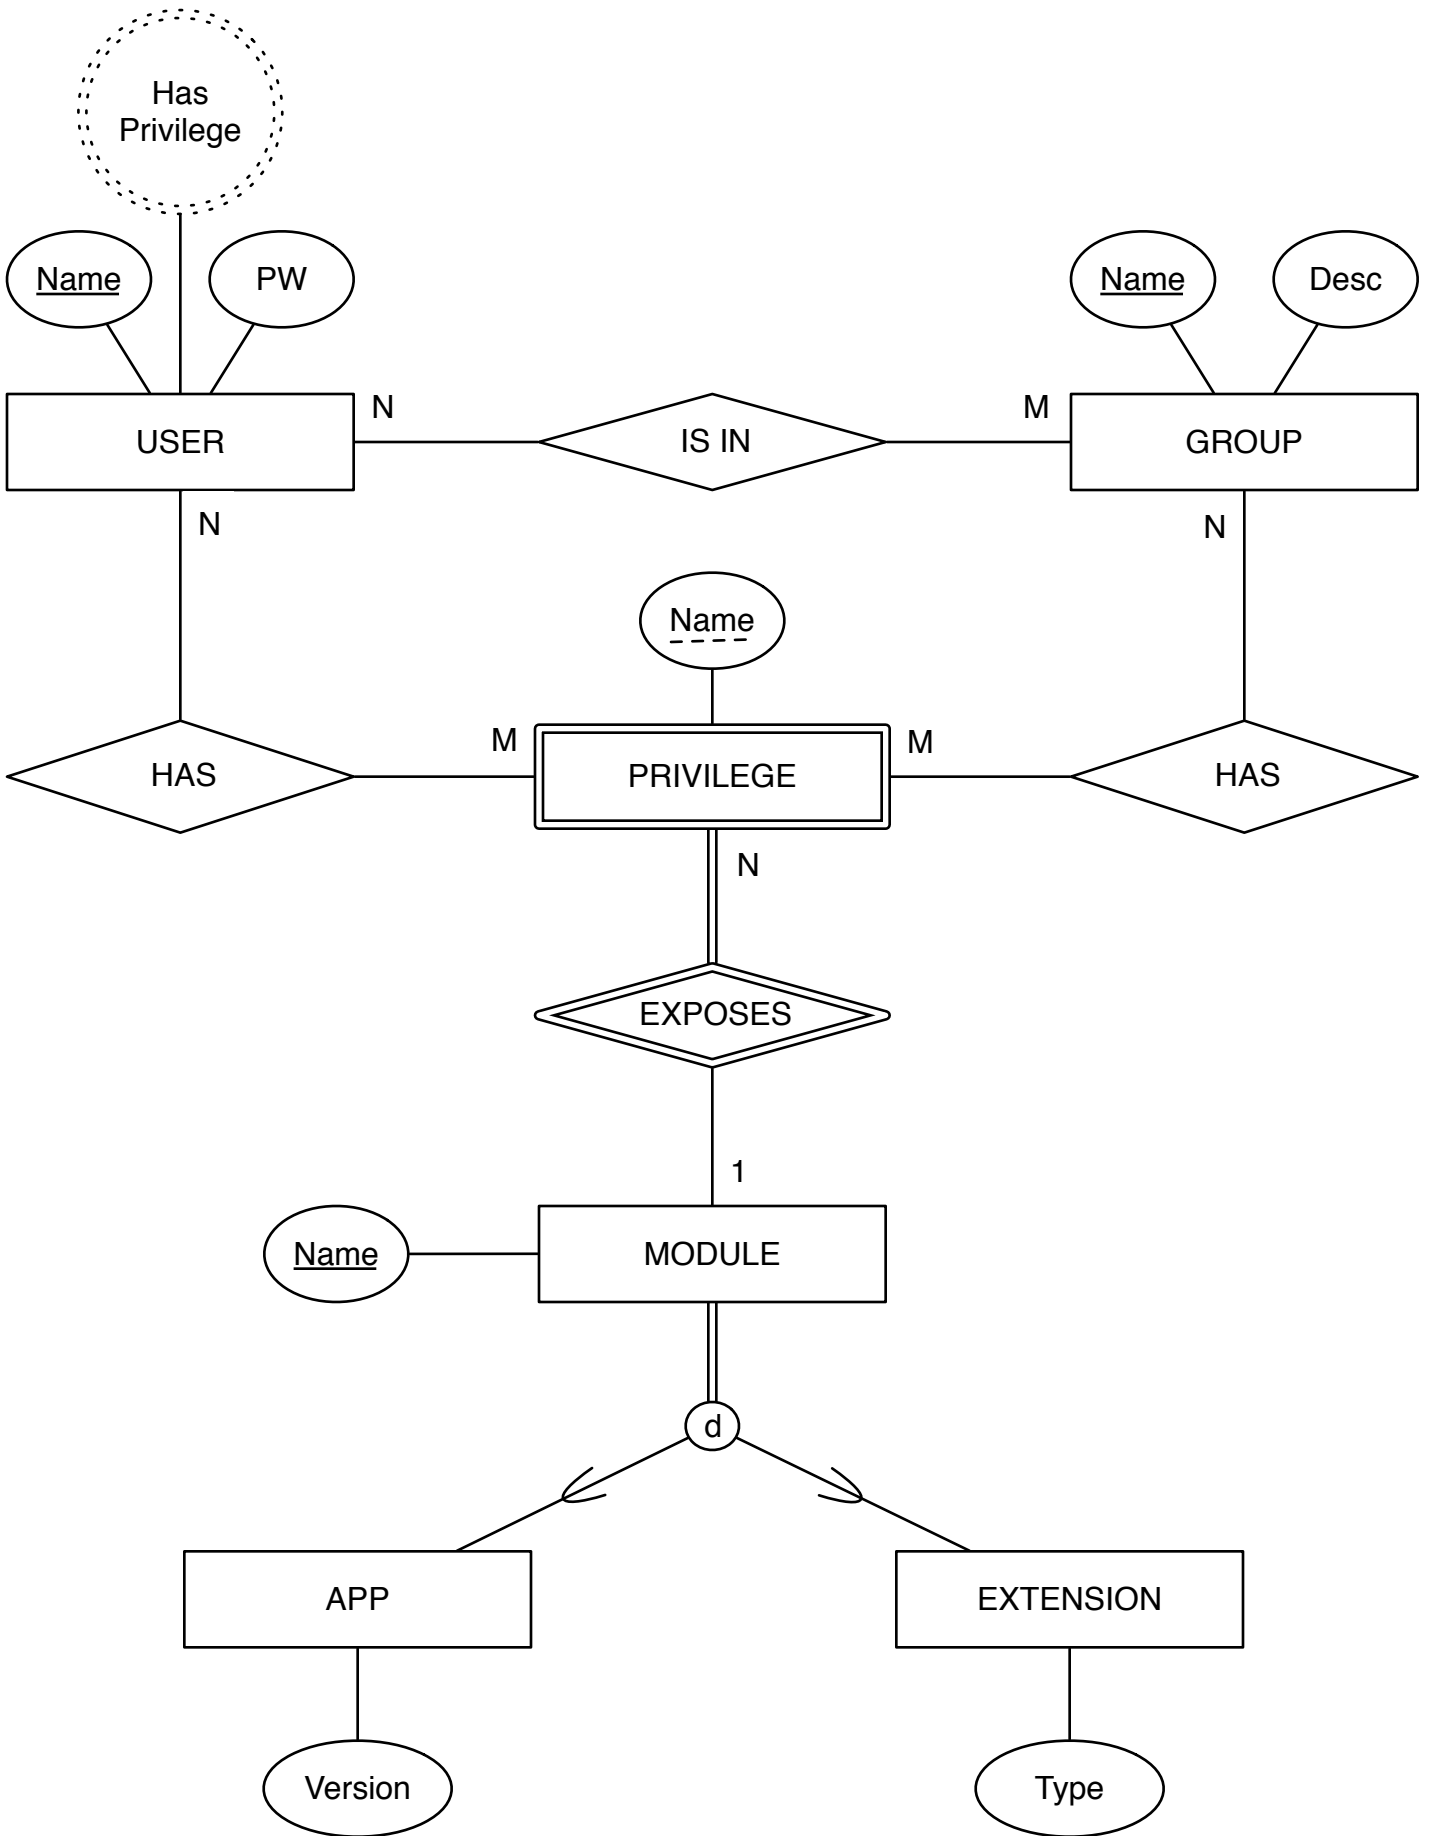 Has
Privilege
Name
PW
Name
Desc
USER
N
IS IN
M
GROUP
N
N
Name
HAS
M
PRIVILEGE
M
HAS
N
EXPOSES
1
Name
MODULE
d
APP
EXTENSION
Version
Type